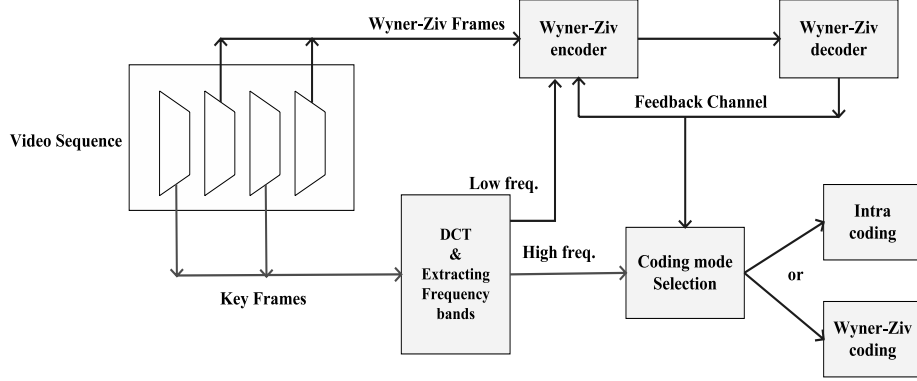 Wyner-Ziv Frames
Wyner-Ziv
encoder
Wyner-Ziv
decoder
Feedback Channel
Video Sequence
Low freq.
DCT
&
Extracting
Frequency
bands
High freq.
Coding mode
Selection
Intra
coding
or
Wyner-Ziv
coding
Key Frames